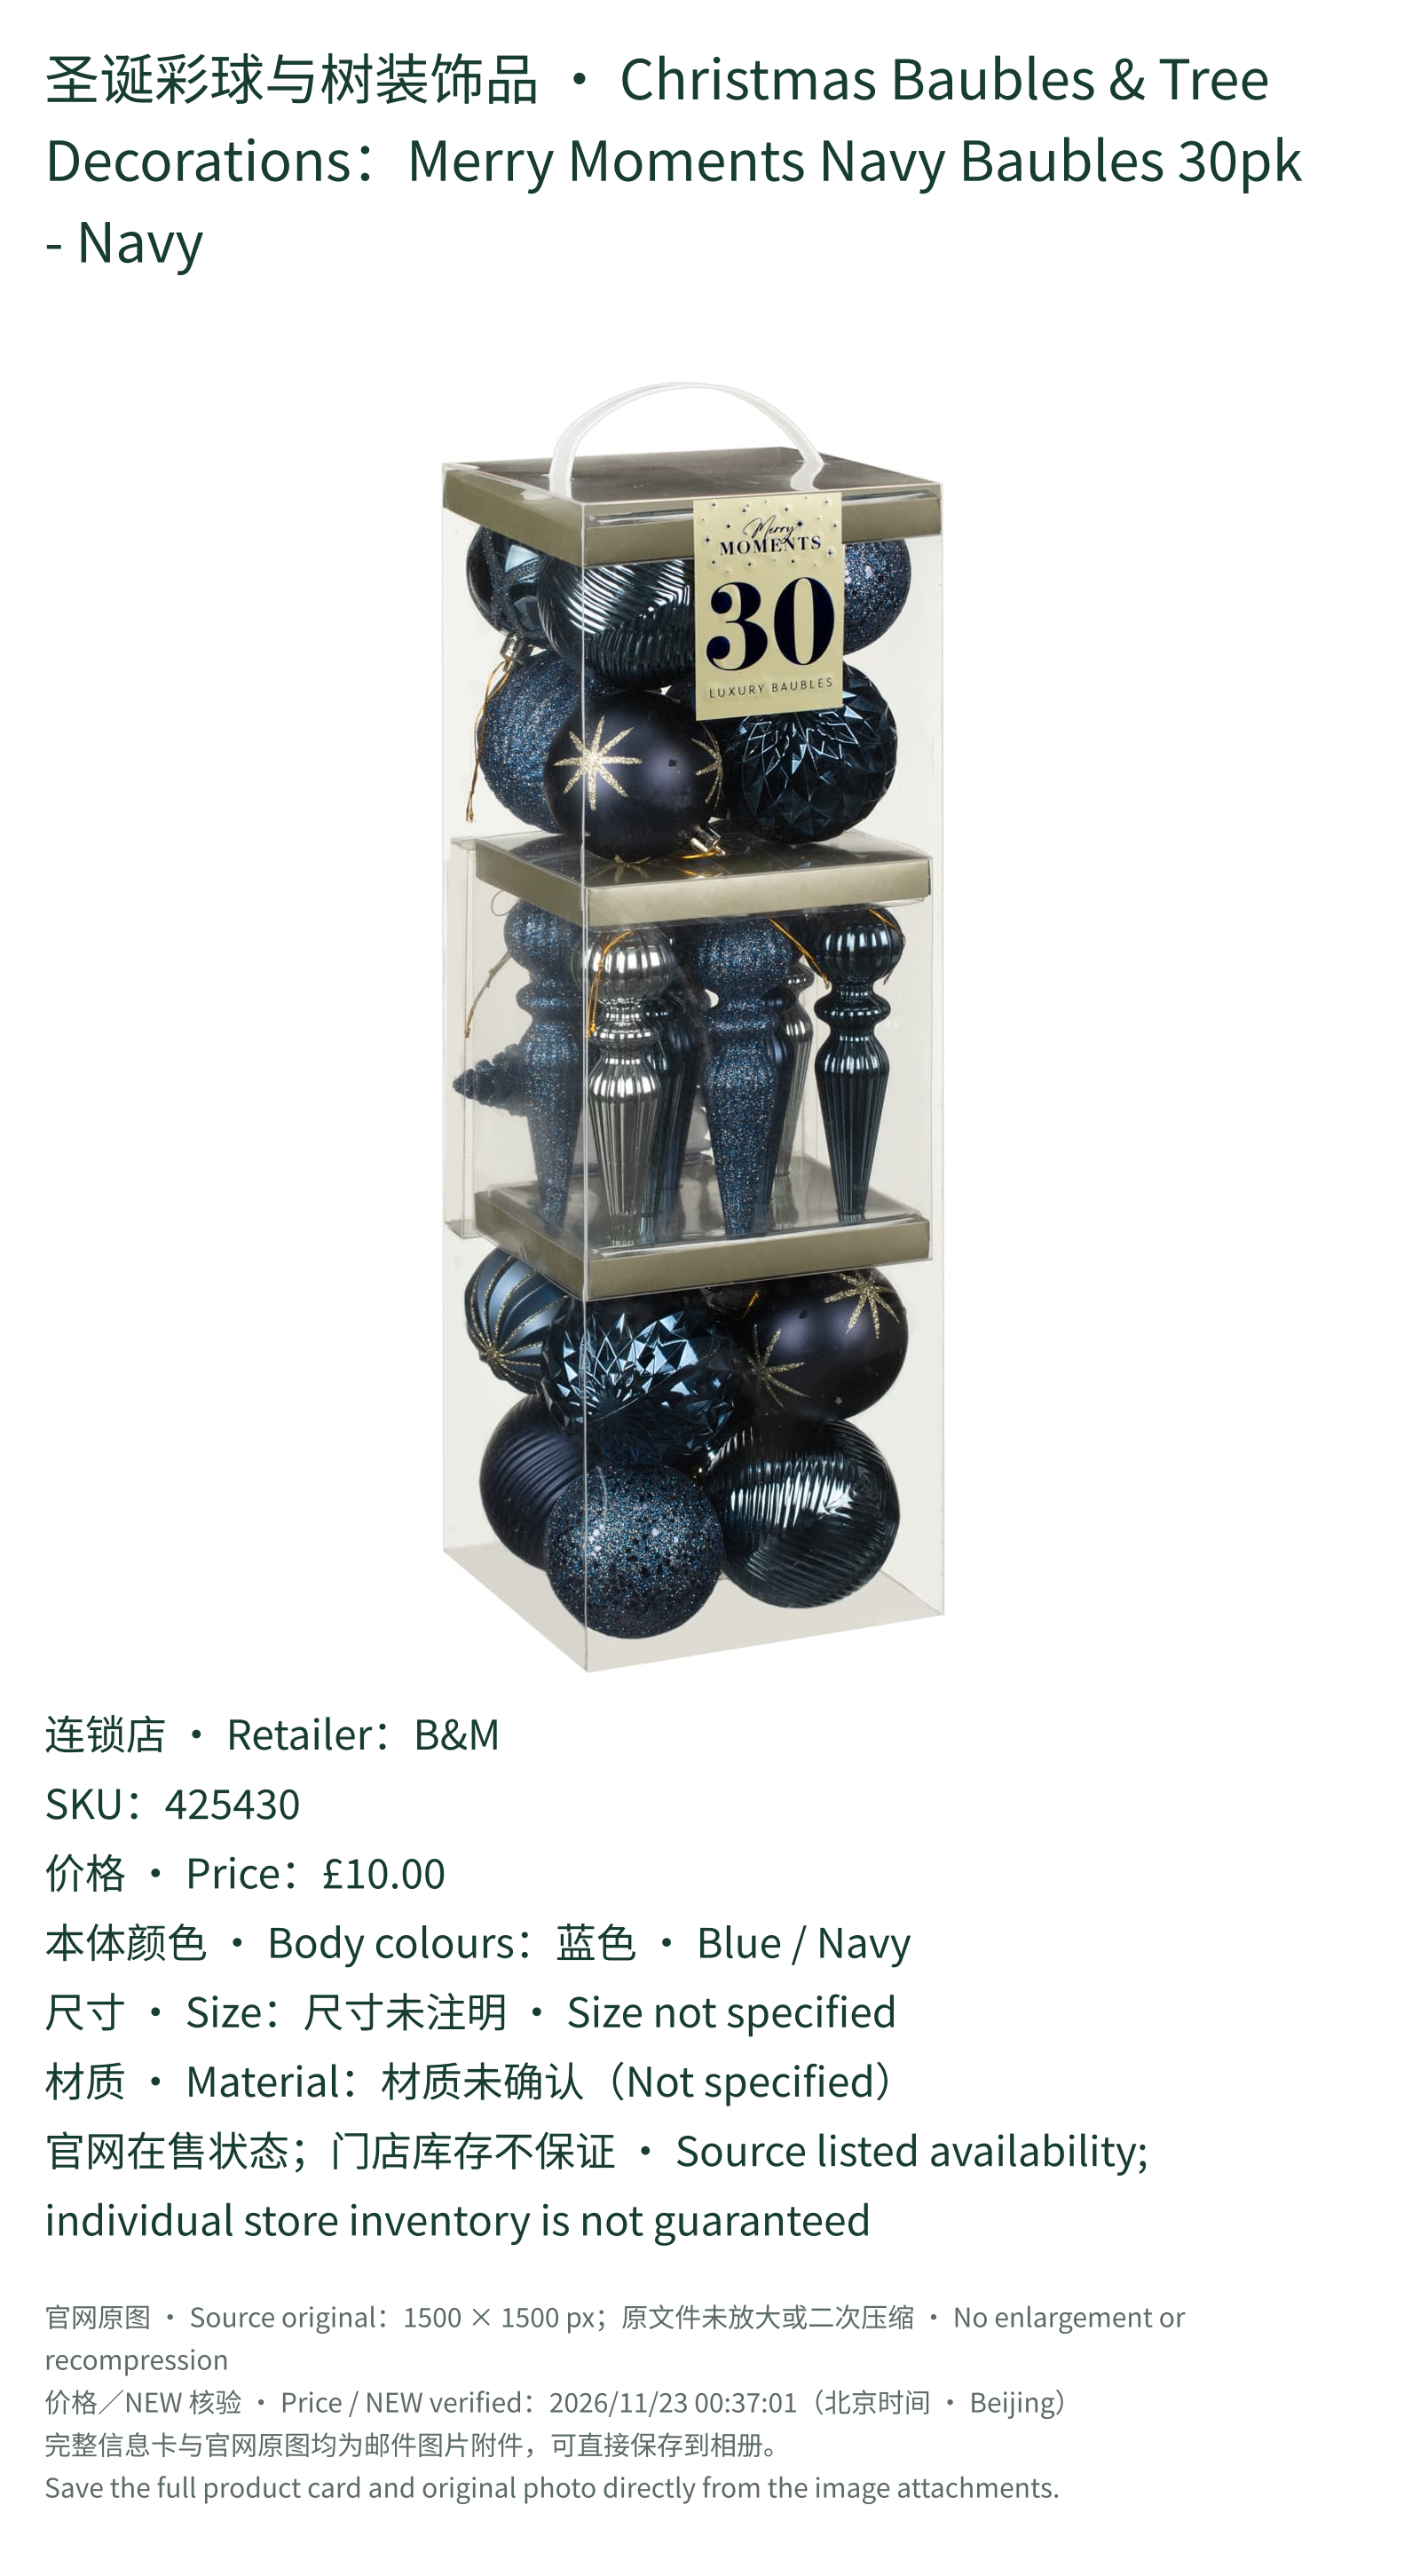 圣诞彩球与树装饰品 · Christmas Baubles & Tree
Decorations：Merry Moments Navy Baubles 30pk
- Navy
Merry
MOMENTS
30
LUXURY BAUBLES
连锁店 · Retailer：B&M
SKU：425430
价格 · Price：£10.00
本体颜色 · Body colours：蓝色 · Blue / Navy
尺寸 · Size：尺寸未注明 · Size not specified
材质 · Material：材质未确认（Not specified）
官网在售状态；门店库存不保证 · Source listed availability;
individual store inventory is not guaranteed
官网原图 · Source original：1500 × 1500 px；原文件未放大或二次压缩 · No enlargement or
recompression
价格／NEW 核验 · Price / NEW verified：2026/11/23 00:37:01（北京时间 · Beijing）
完整信息卡与官网原图均为邮件图片附件，可直接保存到相册。
Save the full product card and original photo directly from the image attachments.